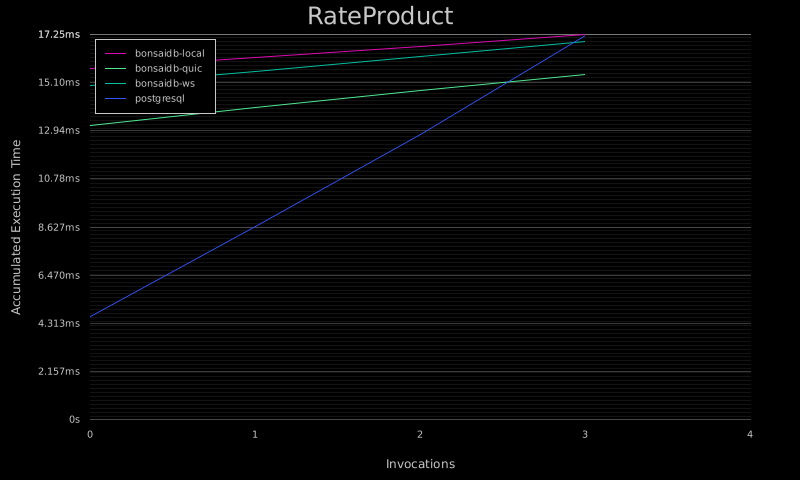 RateProduct
17.25ms
bonsaidb-local
bonsaidb-quic
bonsaidb-ws
postgresql
15.10ms
12.94ms
10.78ms
8.627ms
6.470ms
4.313ms
2.157ms
0s
Accumulated Execution Time
0 1 2 3 4
Invocations